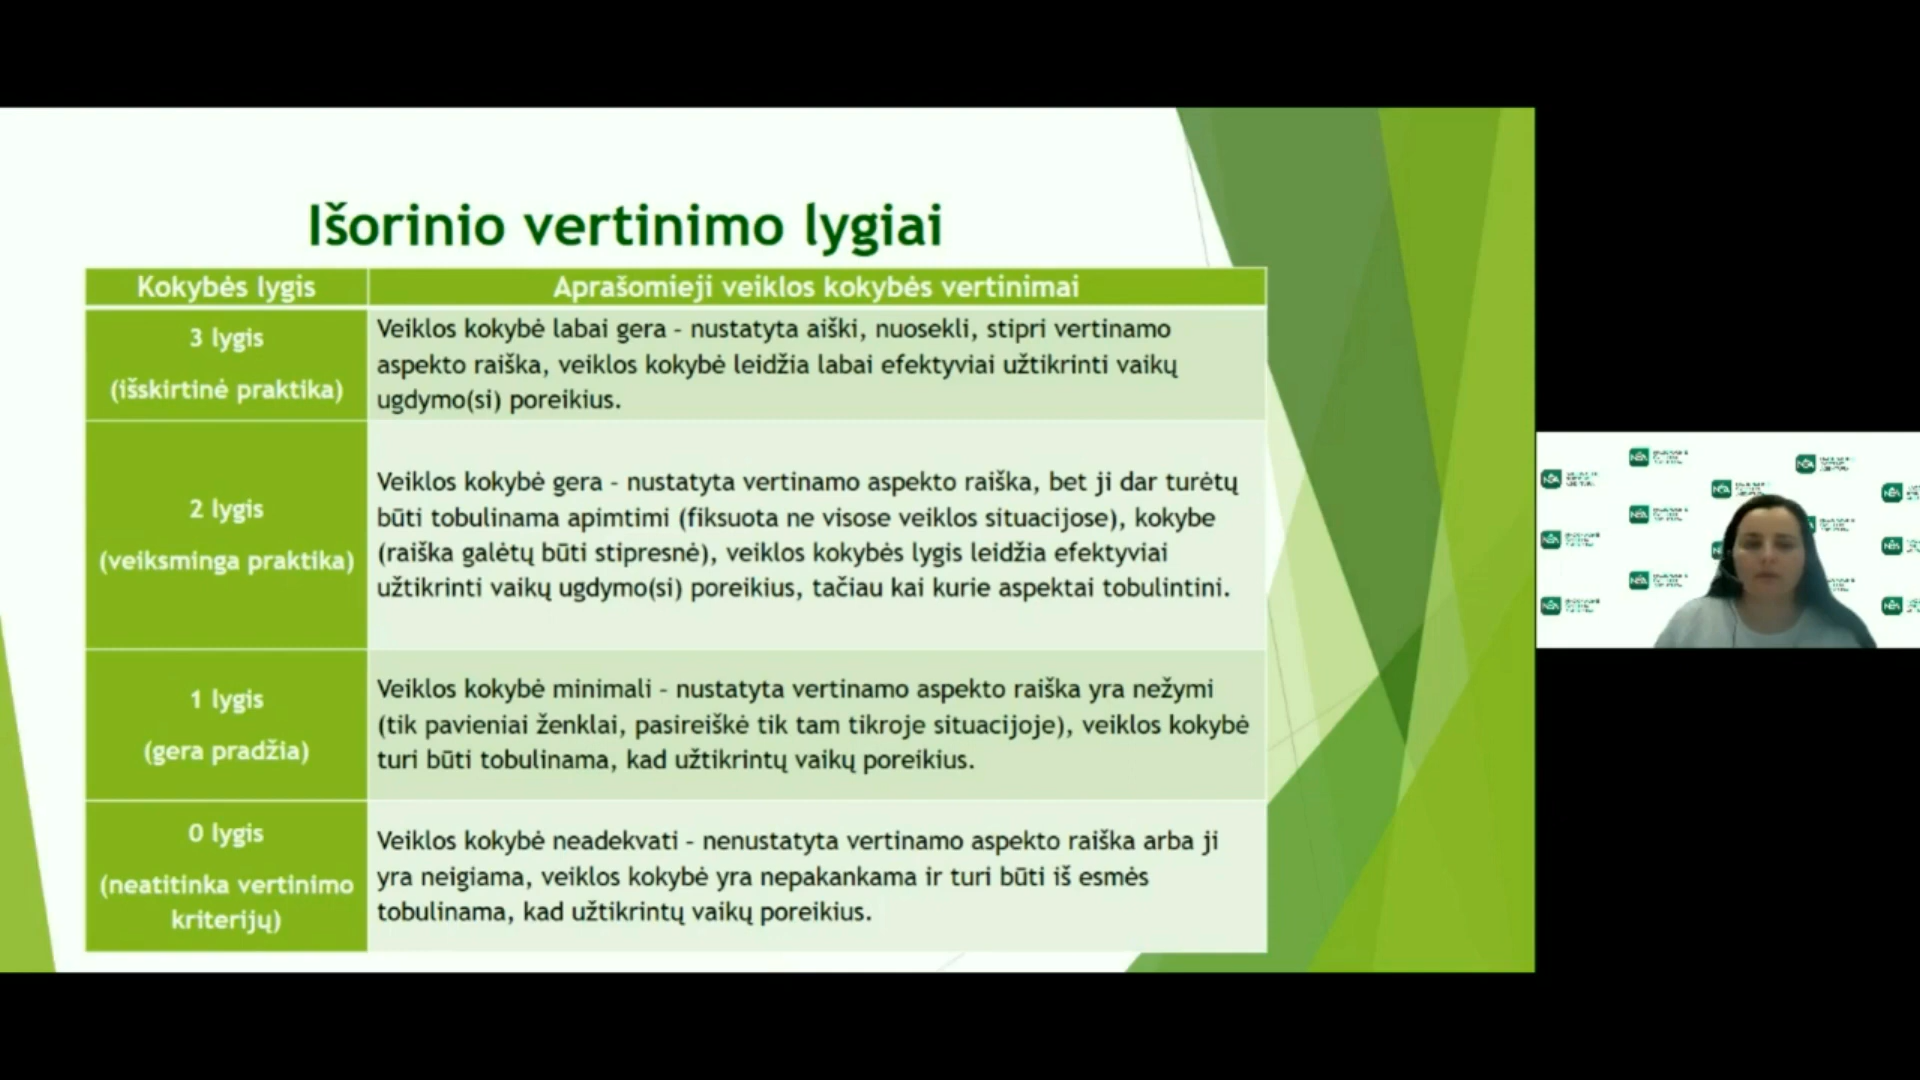 Išorinio vertinimo lygiai
Kokybės lygis
Aprašomieji veiklos kokybės vertinimai
3 lygis
(išskirtinė praktika)
Veiklos kokybė labai gera - nustatyta aiški, nuosekli, stipri vertinamo
aspekto raiška, veiklos kokybė leidžia labai efektyviai užtikrinti vaikų
ugdymo(si) poreikius.
2 lygis
(veiksminga praktika)
Veiklos kokybė gera - nustatyta vertinamo aspekto raiška, bet ji dar turėtų
būti tobulinama apimtimi (fiksuota ne visose veiklos situacijose), kokybe
(raiška galėtų būti stipresnė), veiklos kokybės lygis leidžia efektyviai
užtikrinti vaikų ugdymo(si) poreikius, tačiau kai kurie aspektai tobulintini.
1 lygis
(gera pradžia)
Veiklos kokybė minimali - nustatyta vertinamo aspekto raiška yra nežymi
(tik pavieniai ženklai, pasireiškė tik tam tikroje situacijoje), veiklos kokybė
turi būti tobulinama, kad užtikrintų vaikų poreikius.
0 lygis
(neatitinka vertinimo
kriterijų)
Veiklos kokybė neadekvati - nenustatyta vertinamo aspekto raiška arba ji
yra neigiama, veiklos kokybė yra nepakankama ir turi būti iš esmės
tobulinama, kad užtikrintų vaikų poreikius.